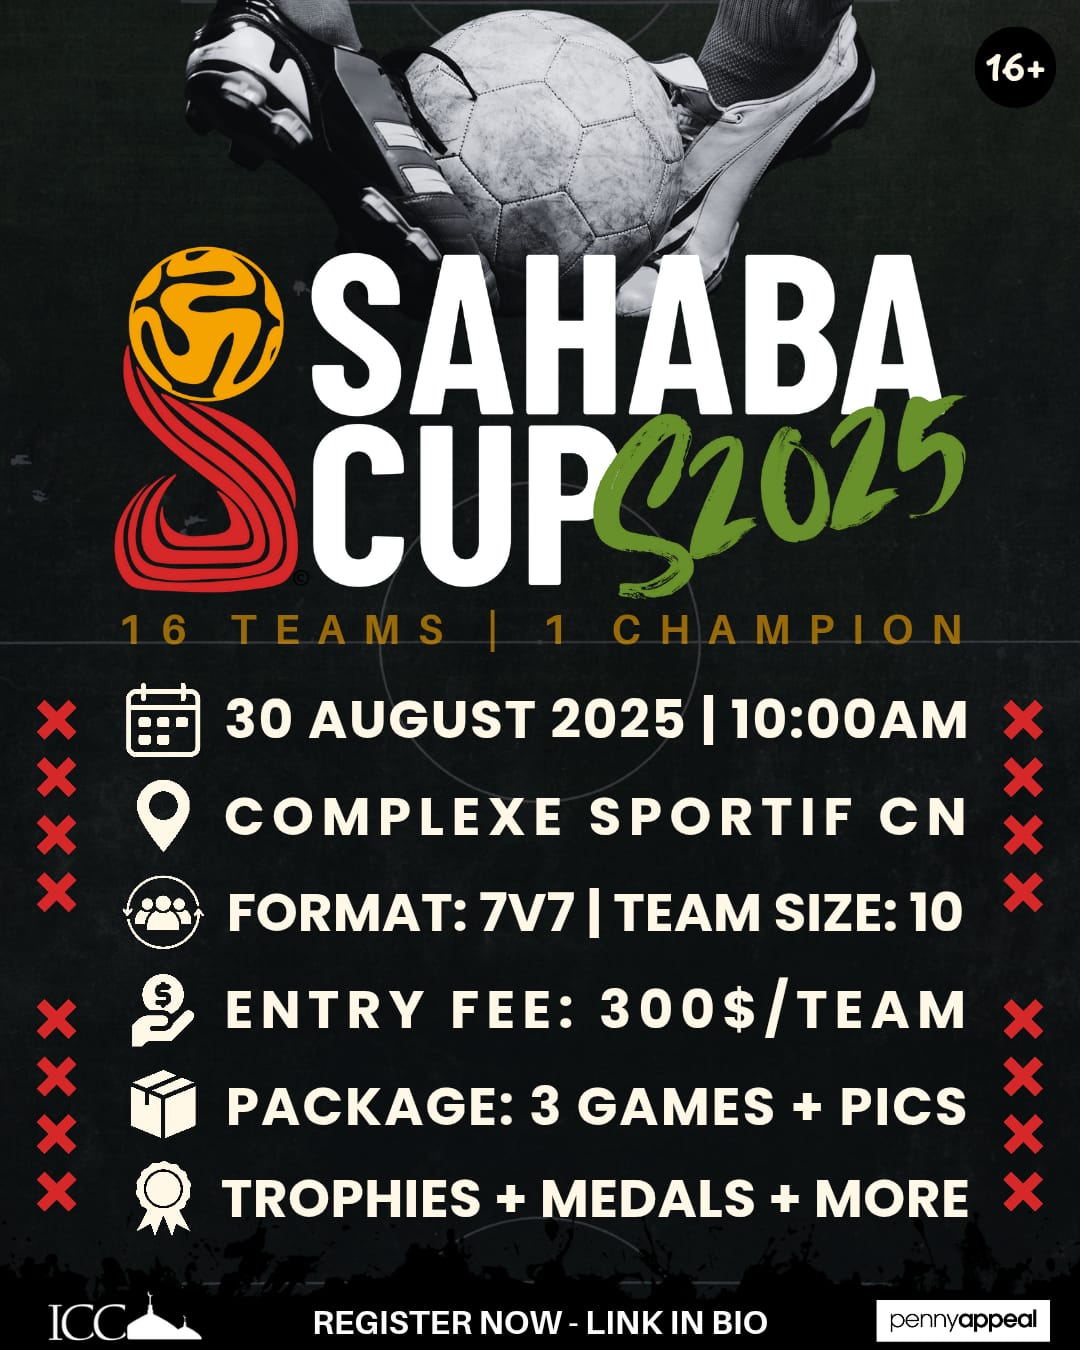 16+
SAHABA
CUP S2025
©
16 TEAMS | 1 CHAMPION
30 AUGUST 2025 | 10:00AM
COMPLEXE SPORTIF CN
FORMAT: 7V7 | TEAM SIZE: 10
$
ENTRY FEE: 300$/TEAM
PACKAGE: 3 GAMES + PICS
TROPHIES + MEDALS + MORE
ICC
REGISTER NOW - LINK IN BIO
pennyappeal